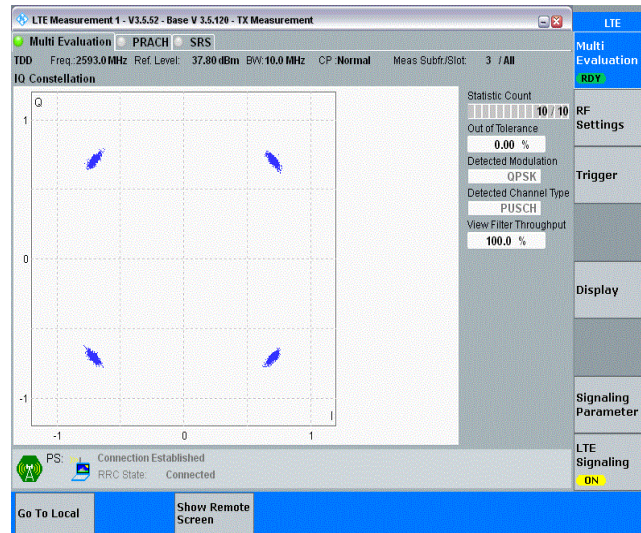 LTE Measurement 1 - V3.5.52 - Base V 3.5.120 - TX Measurement
LTE
Multi Evaluation PRACH SRS
TDD Freq.:2593.0 MHz Ref. Level: 37.80 dBm BW:10.0 MHz CP :Normal Meas Subfr./Slot: 3 / All
IQ Constellation
Q
1
0
-1
-1 0 1
I
Statistic Count
10 / 10
Out of Tolerance
0.00 %
Detected Modulation
QPSK
Detected Channel Type
PUSCH
View Filter Throughput
100.0 %
PS: Connection Established
RRC State: Connected
Multi
Evaluation
RDY
RF
Settings
Trigger
Display
Signaling
Parameter
LTE
Signaling
ON
Go To Local
Show Remote
Screen